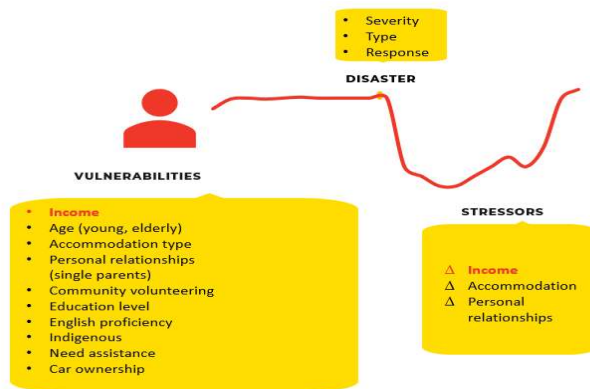 • Severity
• Type
• Response
DISASTER
VULNERABILITIES
• Income
• Age (young, elderly)
• Accommodation type
• Personal relationships
(single parents)
• Community volunteering
• Education level
• English proficiency
• Indigenous
• Need assistance
• Car ownership
STRESSORS
Δ Income
Δ Accommodation
Δ Personal
relationships